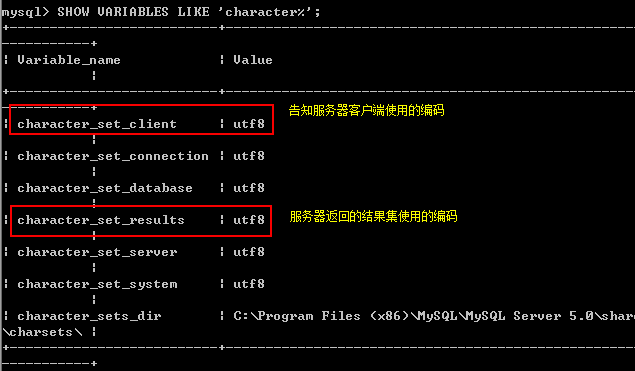 mysql> SHOW VARIABLES LIKE 'character%';
Variable_name | Value
character_set_client | utf8
告知服务器客户端使用的编码
character_set_connection | utf8
character_set_database | utf8
character_set_results | utf8
服务器返回的结果集使用的编码
character_set_server | utf8
character_set_system | utf8
character_sets_dir | C:\Program Files (x86)\MySQL\MySQL Server 5.0\shar
\charsets\ |